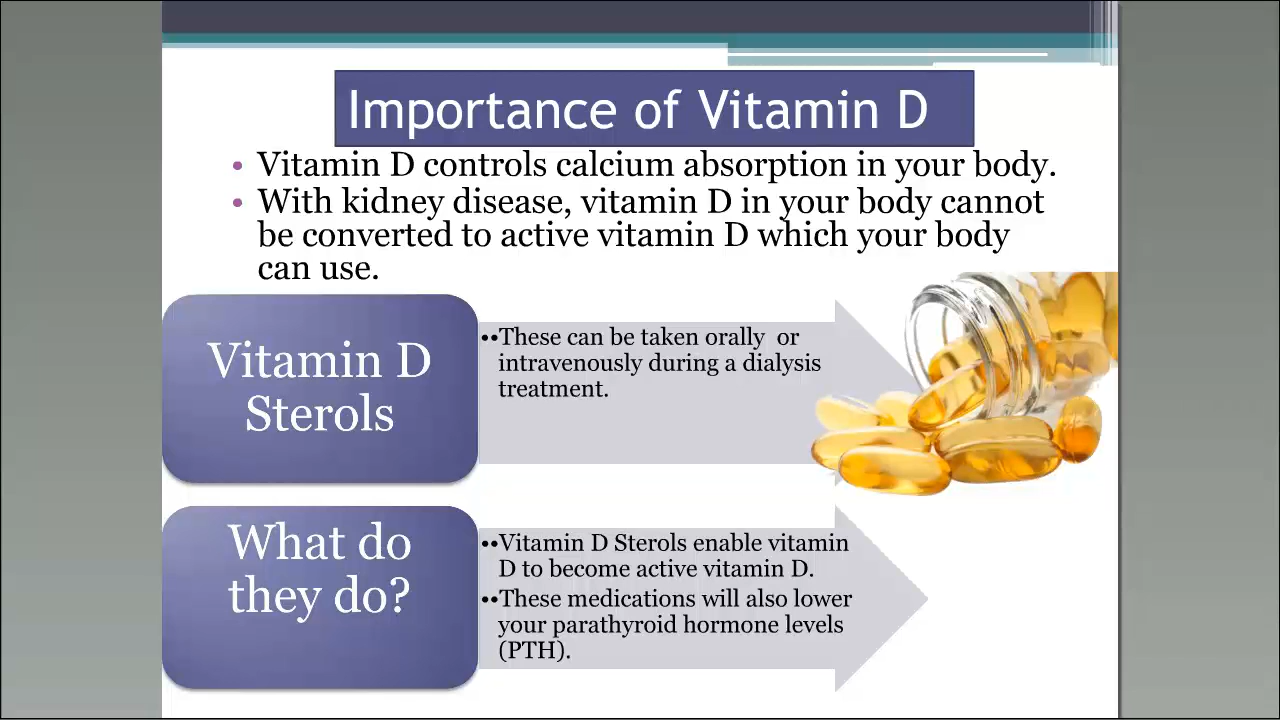 Importance of Vitamin D
• Vitamin D controls calcium absorption in your body.
• With kidney disease, vitamin D in your body cannot
be converted to active vitamin D which your body
can use.
Vitamin D
Sterols
••These can be taken orally or
intravenously during a dialysis
treatment.
What do
they do?
••Vitamin D Sterols enable vitamin
D to become active vitamin D.
••These medications will also lower
your parathyroid hormone levels
(PTH).